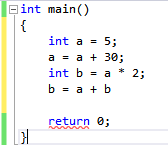 int main()
{
int a = 5;
a = a + 30;
int b = a * 2;
b = a + b
return 0;
}